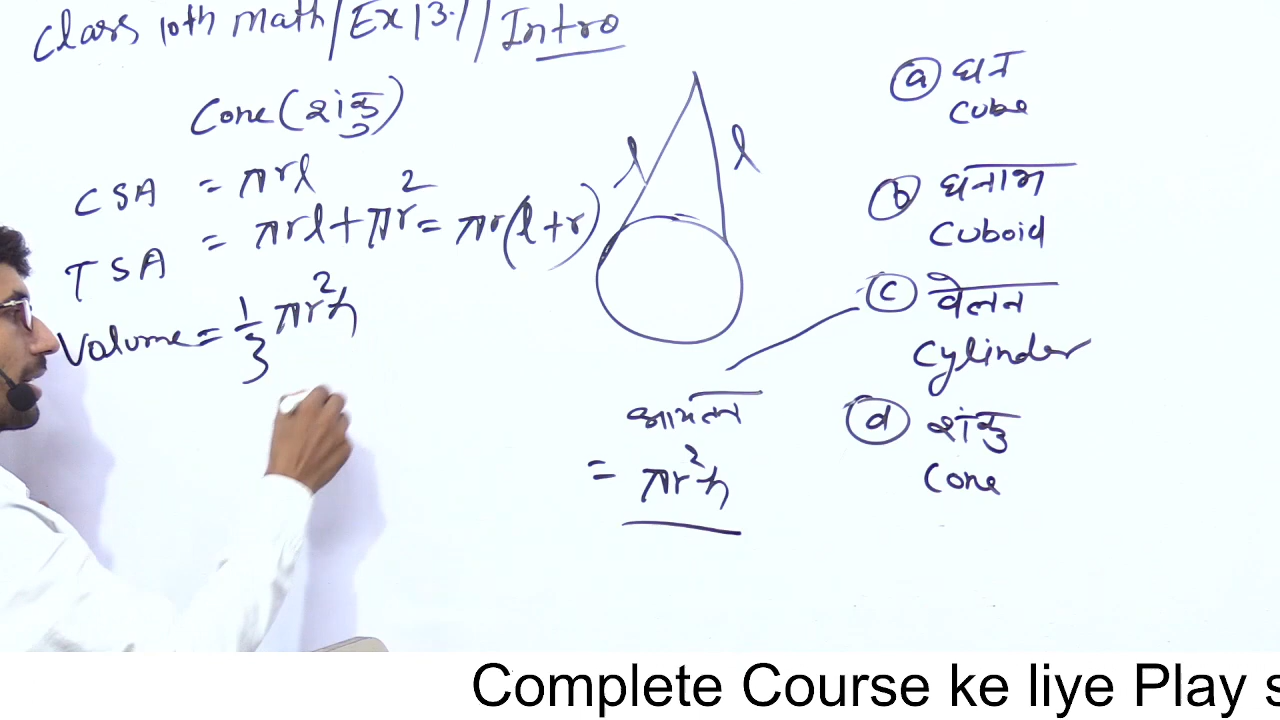 Class 10th math/Ex 13.1/Intro
Cone (शंकु)
CSA = πrl
TSA = πrl + πr² = πr(l+r)
Volume = 1/3 πr²h
l l
आयतन
= πr²h
(a) घन
Cube
(b) घनाभ
Cuboid
(c) वेलन
Cylinder
(d) शंकु
Cone
Complete Course ke liye Play s